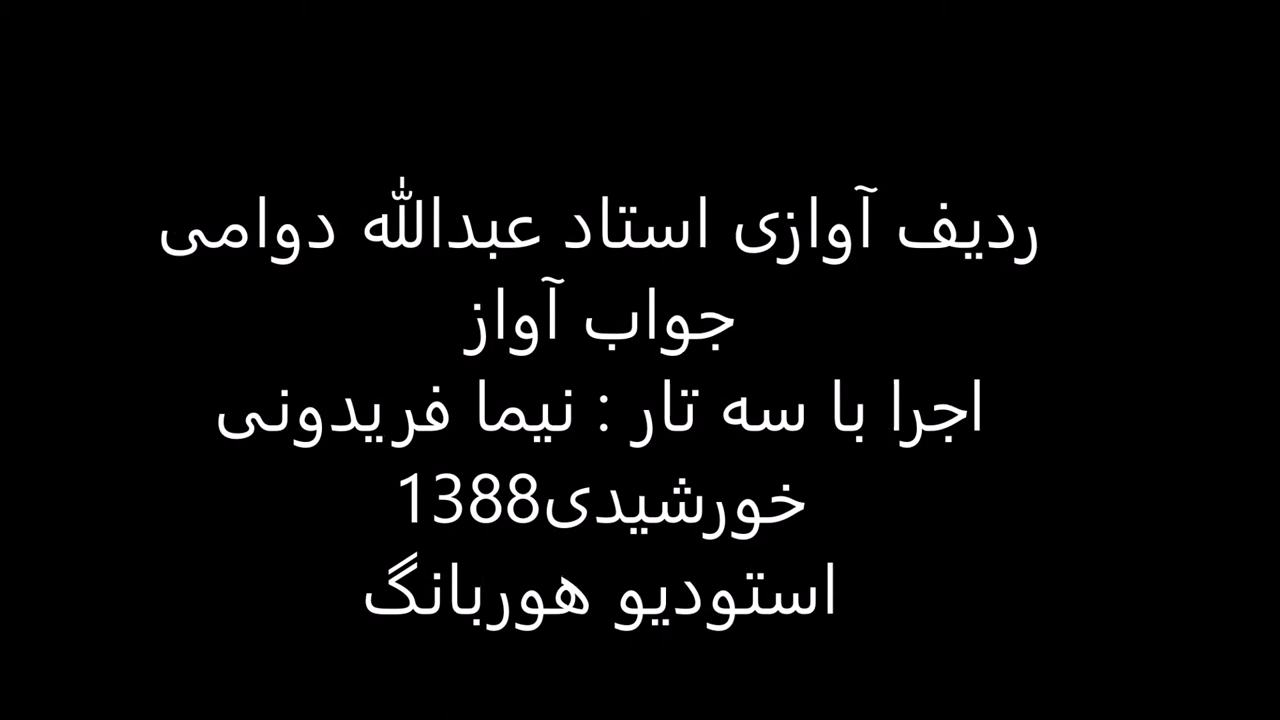 ردیف آوازی استاد عبدالله دوامی
جواب آواز
اجرا با سه تار : نیما فریدونی
خورشیدی1388
استودیو هوربانگ